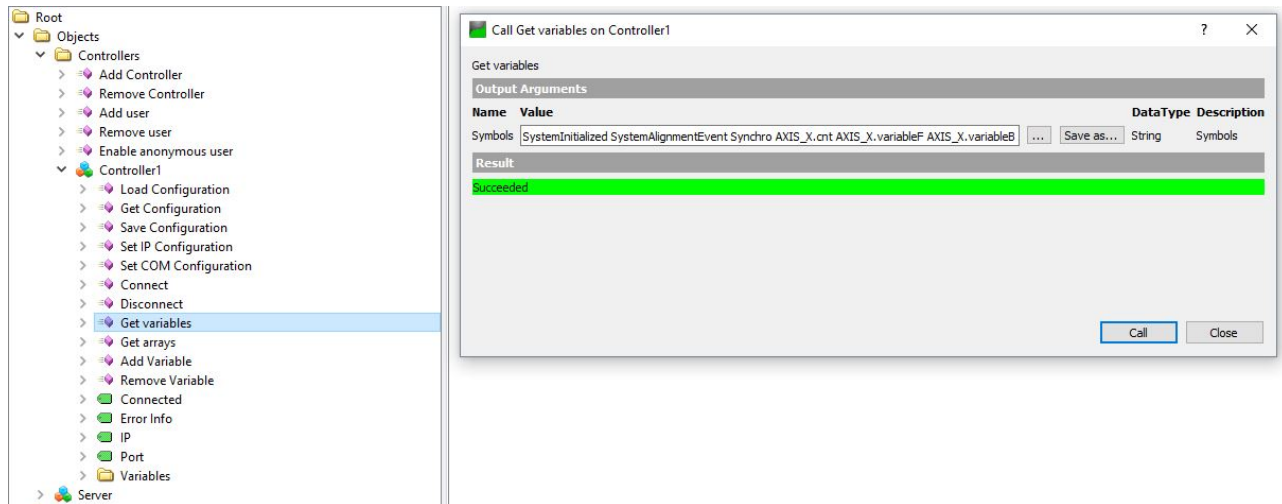 Root
Objects
Controllers
Add Controller
Remove Controller
Add user
Remove user
Enable anonymous user
Controller1
Load Configuration
Get Configuration
Save Configuration
Set IP Configuration
Set COM Configuration
Connect
Disconnect
Get variables
Get arrays
Add Variable
Remove Variable
Connected
Error Info
IP
Port
Variables
Server
Call Get variables on Controller1
Get variables
Output Arguments
Name Value DataType Description
Symbols SystemInitialized SystemAlignmentEvent Synchro AXIS_X.cnt AXIS_X.variableF AXIS_X.variableB ... Save as... String Symbols
Result
Succeeded
Call Close